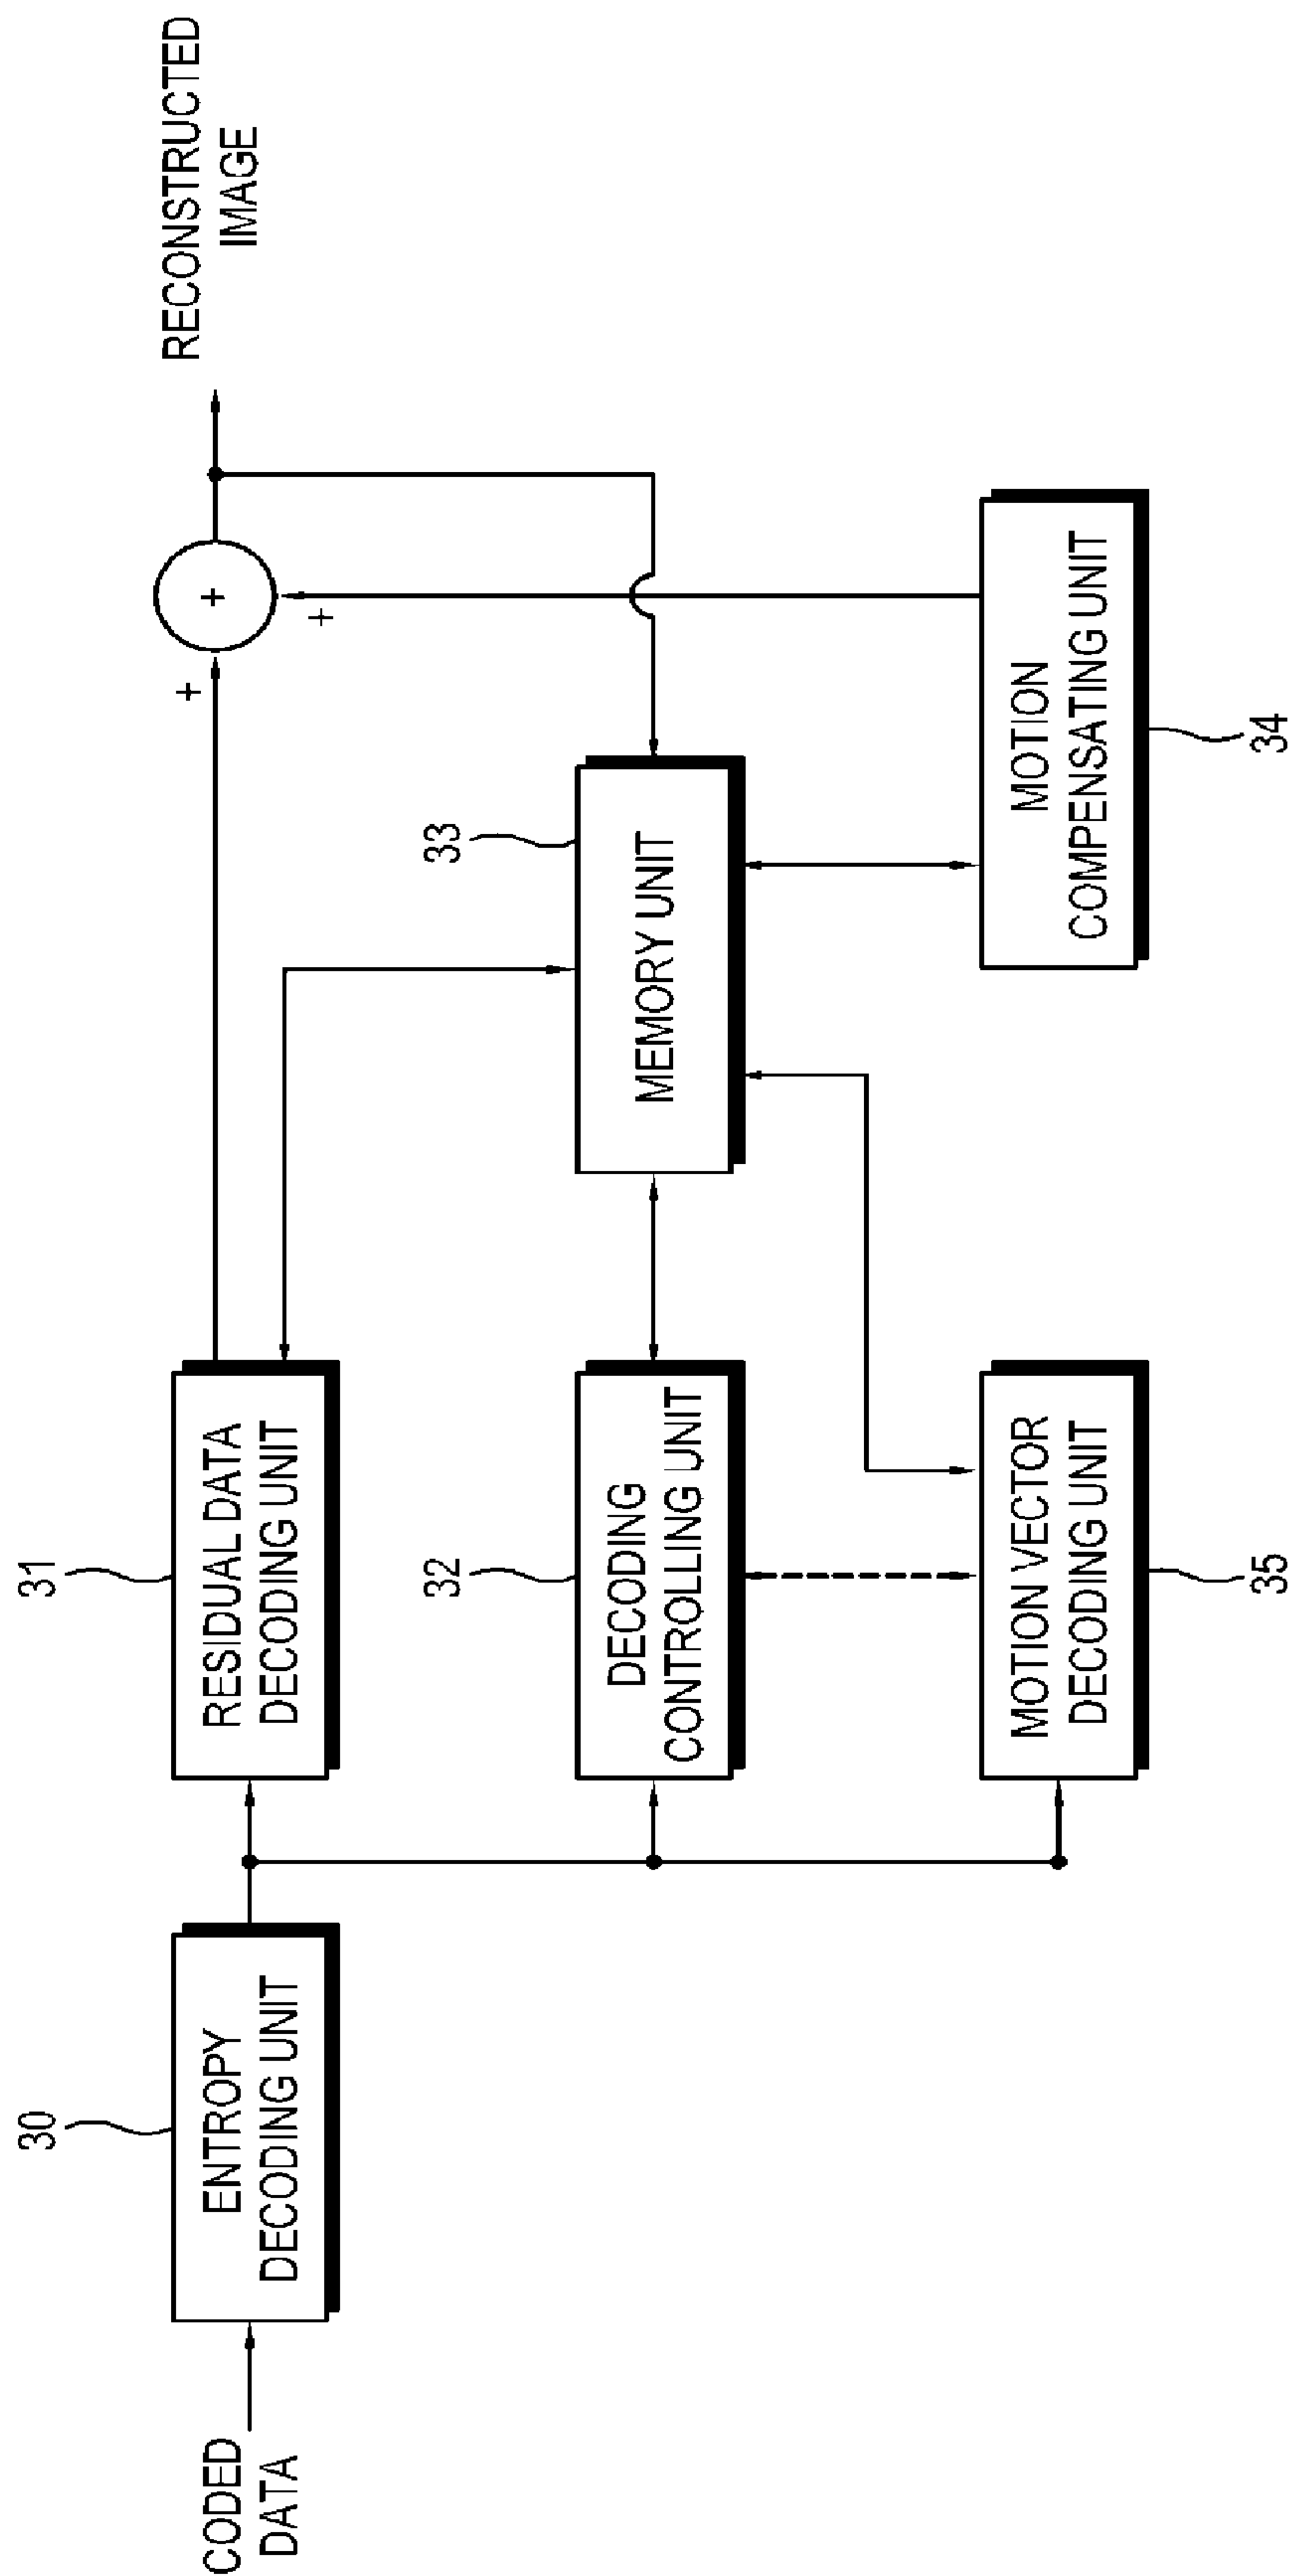 CODED
DATA
30
ENTROPY
DECODING UNIT
31
RESIDUAL DATA
DECODING UNIT
32
DECODING
CONTROLLING UNIT
35
MOTION VECTOR
DECODING UNIT
33
MEMORY UNIT
34
MOTION
COMPENSATING UNIT
+
+
+
RECONSTRUCTED
IMAGE